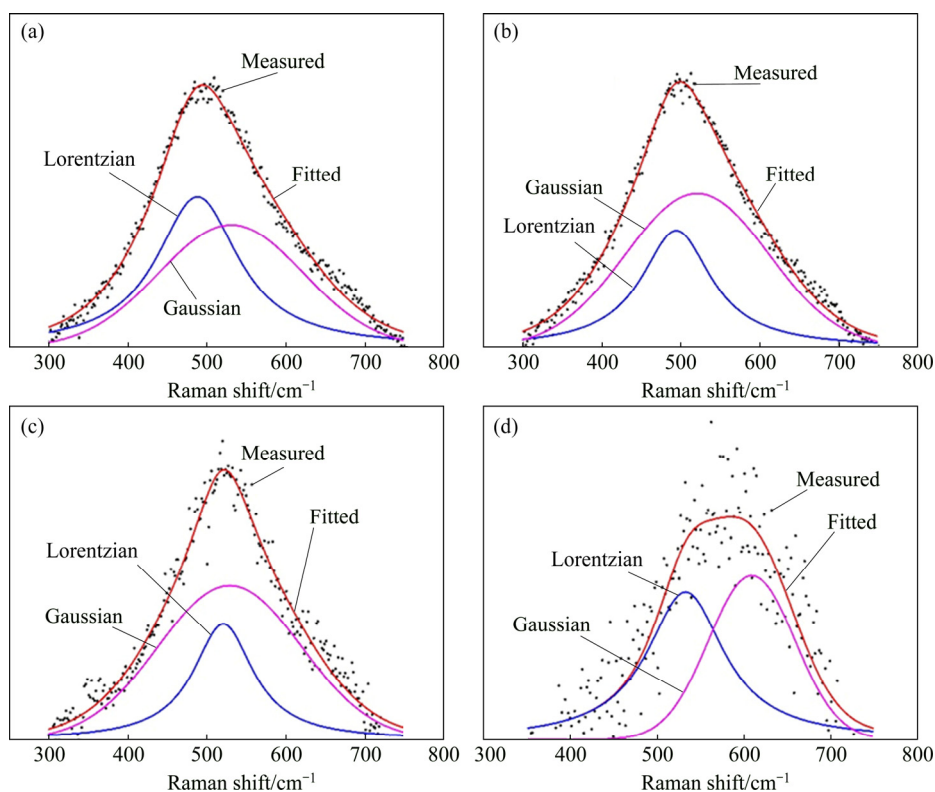 (a)
Measured
Lorentzian
Fitted
Gaussian
300 400 500 600 700 800
Raman shift/cm⁻¹
(b)
Measured
Gaussian
Fitted
Lorentzian
300 400 500 600 700 800
Raman shift/cm⁻¹
(c)
Measured
Fitted
Lorentzian
Gaussian
300 400 500 600 700 800
Raman shift/cm⁻¹
(d)
Measured
Fitted
Lorentzian
Gaussian
400 500 600 700 800
Raman shift/cm⁻¹